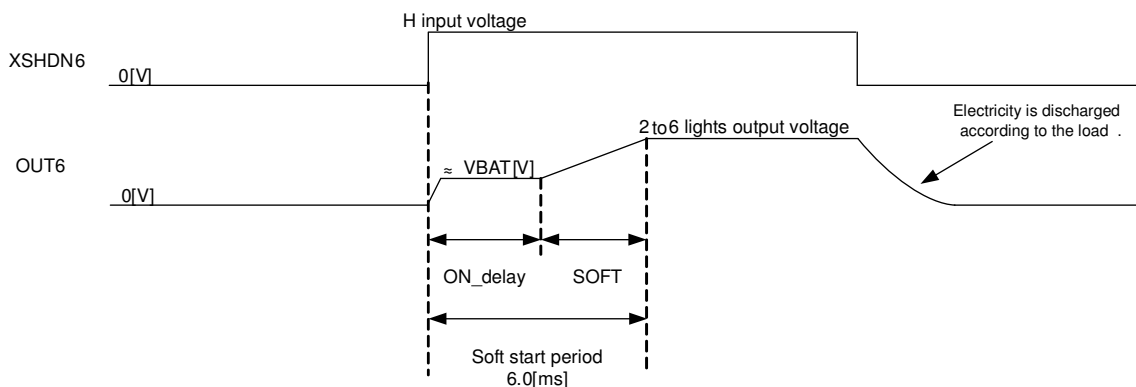 H input voltage
XSHDN6
0[V]
Electricity is discharged
according to the load .
2 to 6 lights output voltage
OUT6
≈ VBAT[V]
0[V]
ON_delay
SOFT
Soft start period
6.0[ms]